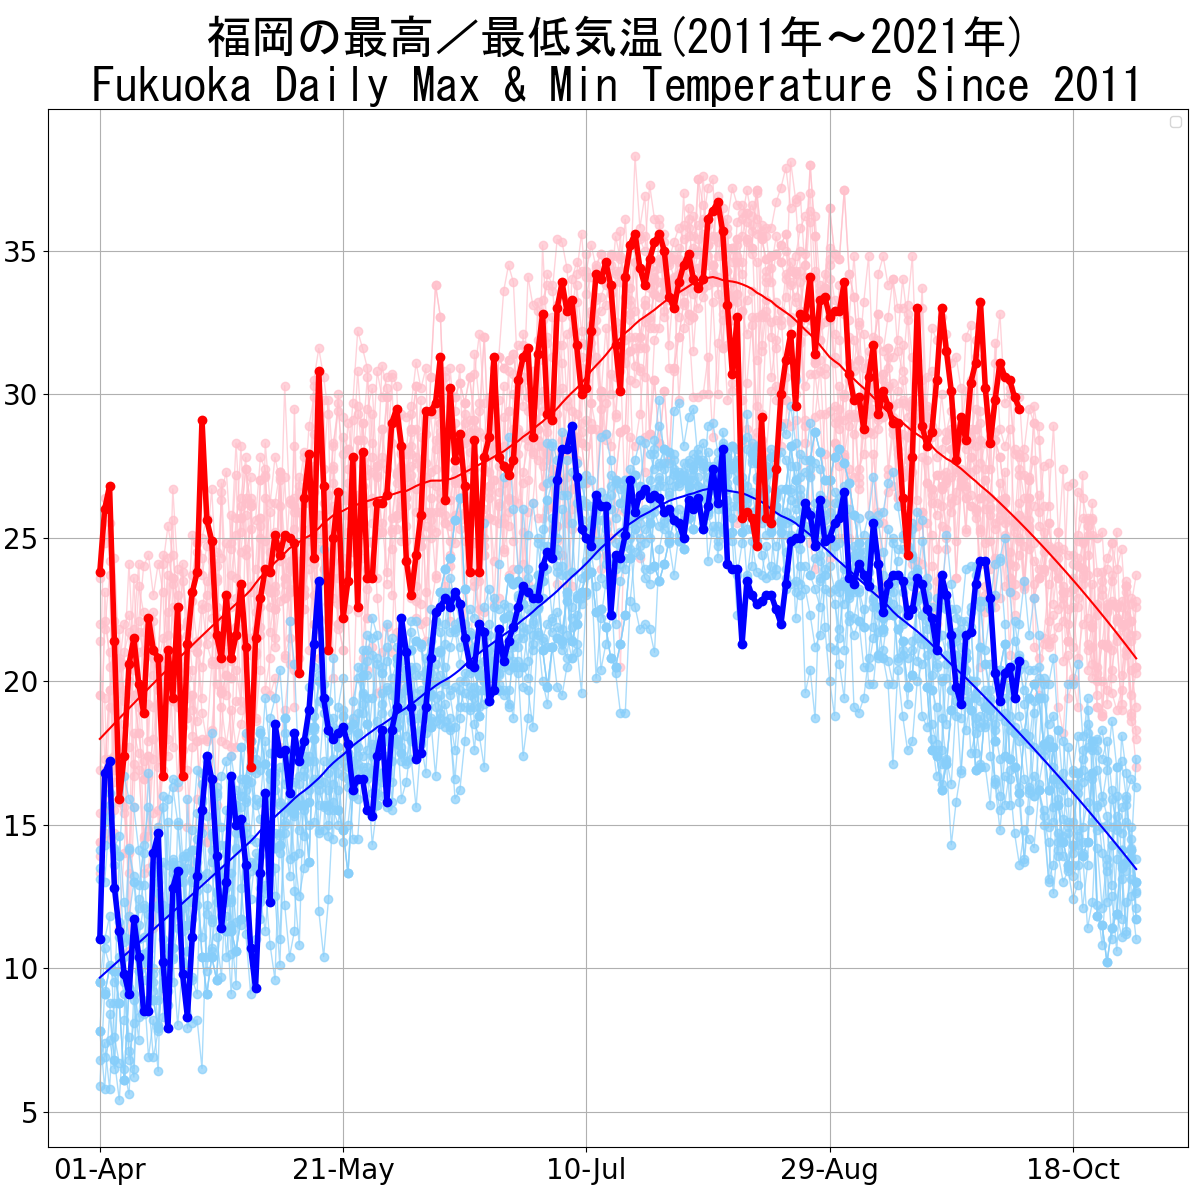 福岡の最高／最低気温(2011年～2021年)
Fukuoka Daily Max & Min Temperature Since 2011
35
30
25
20
15
10
5
01-Apr 21-May 10-Jul 29-Aug 18-Oct